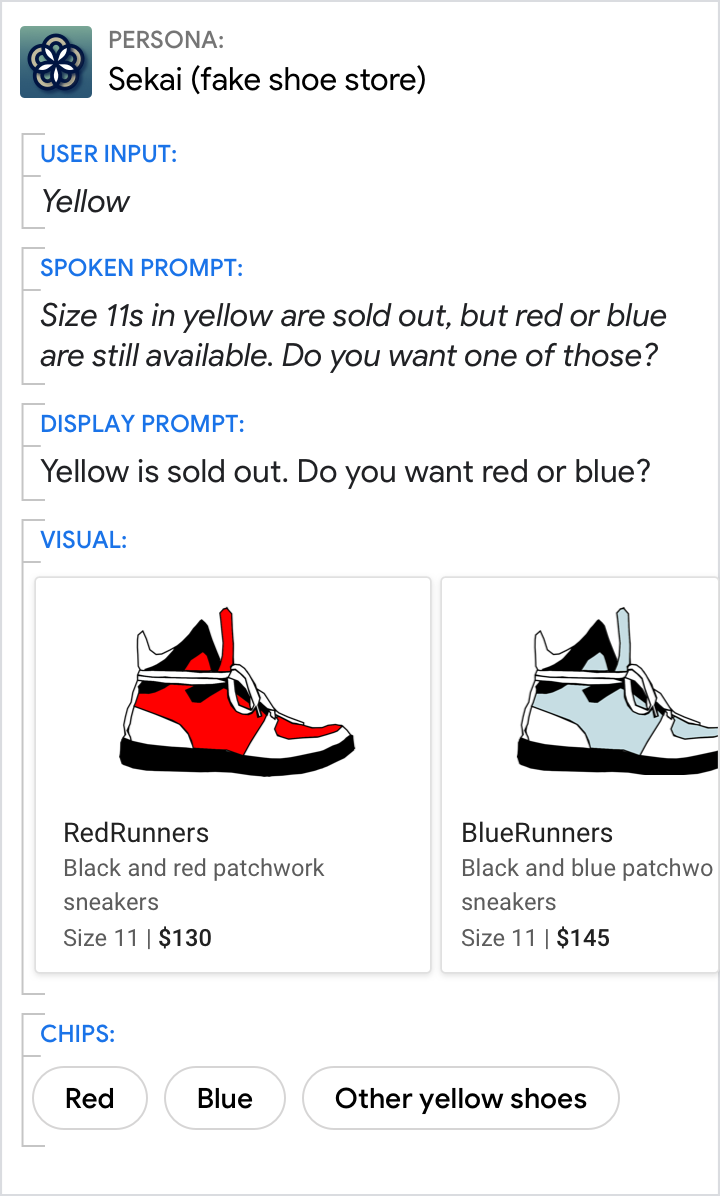 PERSONA:
Sekai (fake shoe store)
USER INPUT:
Yellow
SPOKEN PROMPT:
Size 11s in yellow are sold out, but red or blue
are still available. Do you want one of those?
DISPLAY PROMPT:
Yellow is sold out. Do you want red or blue?
VISUAL:
RedRunners
Black and red patchwork
sneakers
Size 11 | $130
BlueRunners
Black and blue patchwo
sneakers
Size 11 | $145
CHIPS:
Red
Blue
Other yellow shoes